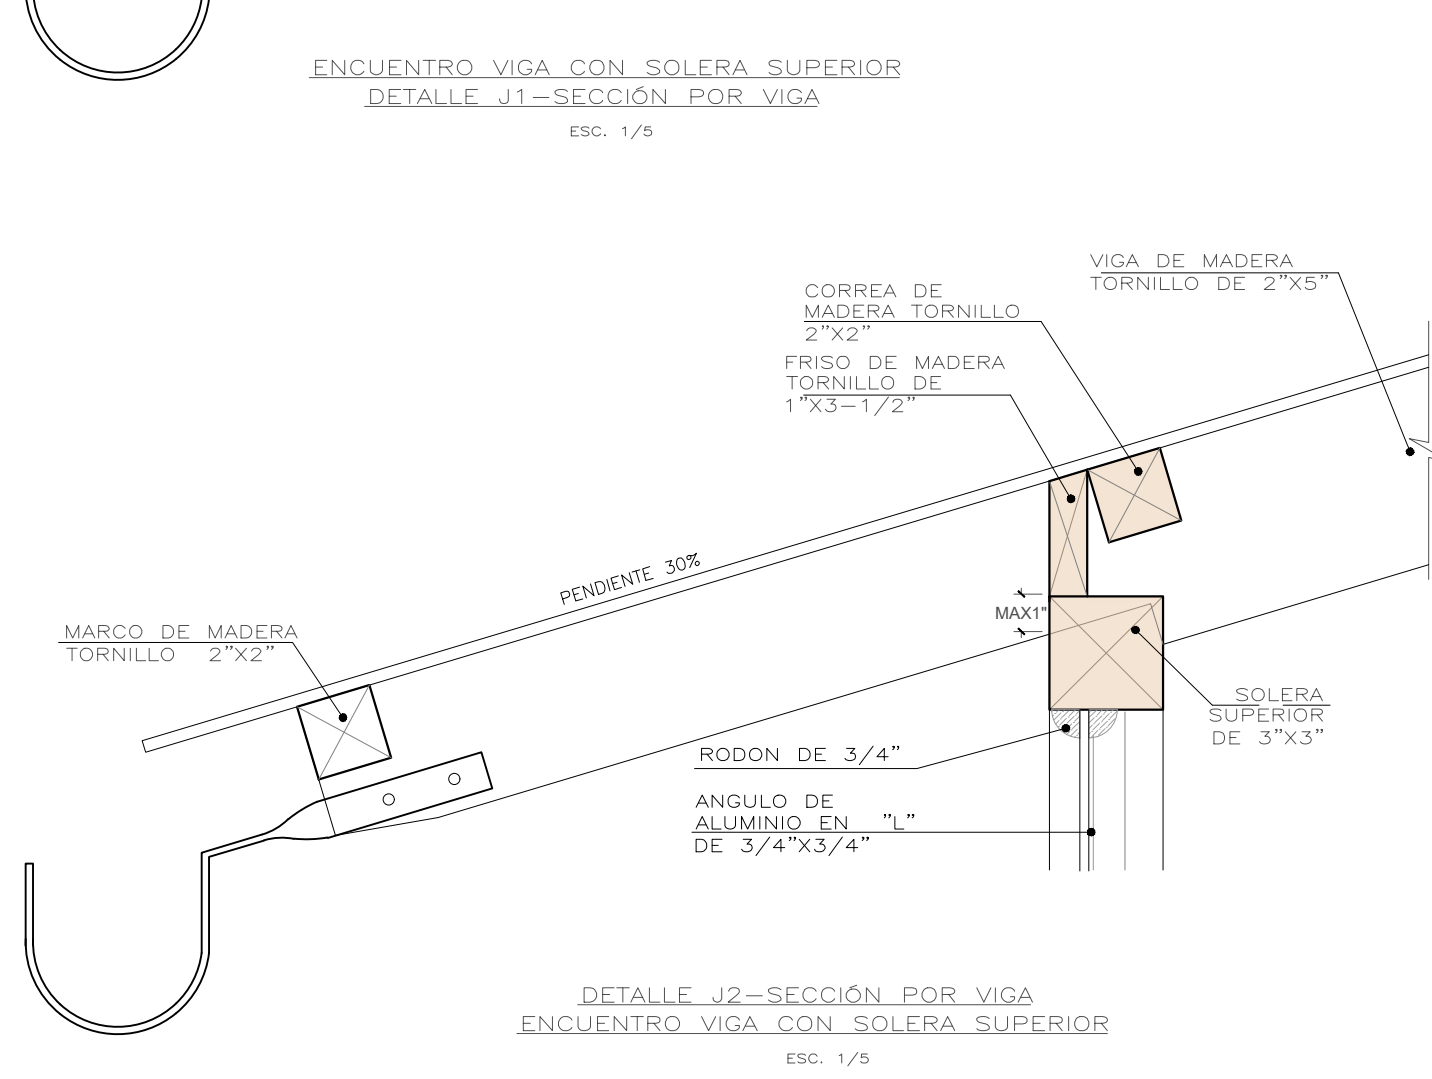 ENCUENTRO VIGA CON SOLERA SUPERIOR
DETALLE J1-SECCIÓN POR VIGA
ESC. 1/5
VIGA DE MADERA
TORNILLO DE 2"X5"
CORREA DE
MADERA TORNILLO
2"X2"
FRISO DE MADERA
TORNILLO DE
1"X3-1/2"
PENDIENTE 30%
MAX1"
MARCO DE MADERA
TORNILLO 2"X2"
SOLERA
SUPERIOR
DE 3"X3"
RODON DE 3/4"
ANGULO DE
ALUMINIO EN "L"
DE 3/4"X3/4"
DETALLE J2-SECCIÓN POR VIGA
ENCUENTRO VIGA CON SOLERA SUPERIOR
ESC. 1/5